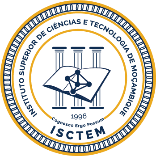 INSTITUTO SUPERIOR DE CIÊNCIAS E TECNOLOGIA DE MOÇAMBIQUE
1996
ISCTEM